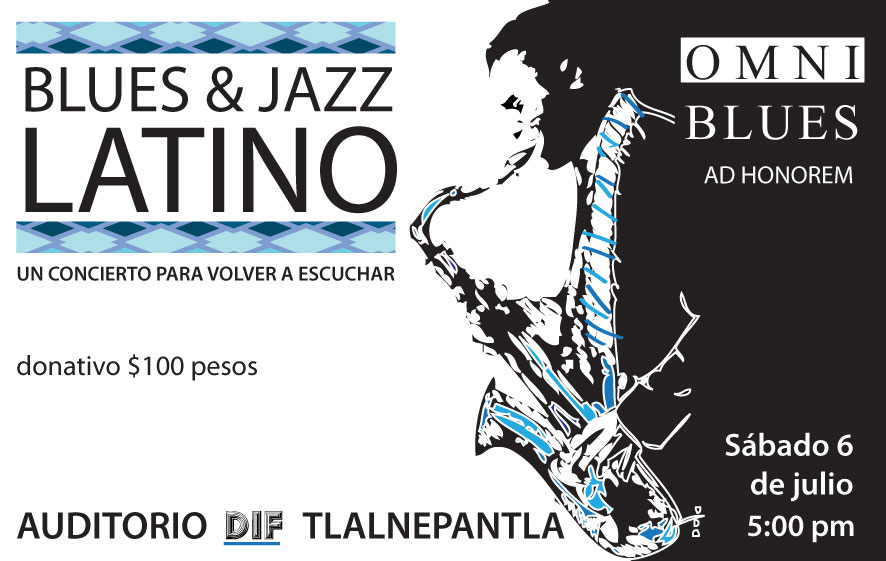 BLUES & JAZZ
LATINO
UN CONCIERTO PARA VOLVER A ESCUCHAR
donativo $100 pesos
OMNI
BLUES
AD HONOREM
Sábado 6
de julio
5:00 pm
AUDITORIO DIF TLALNEPANTLA